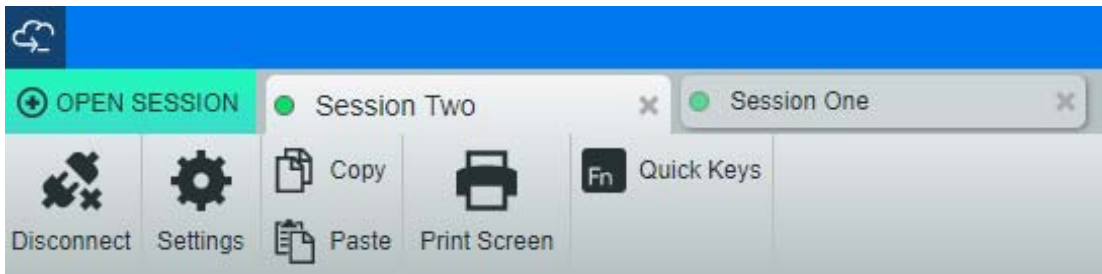 OPEN SESSION
Session Two
Session One
Copy
Fn
Quick Keys
Disconnect
Settings
Paste
Print Screen